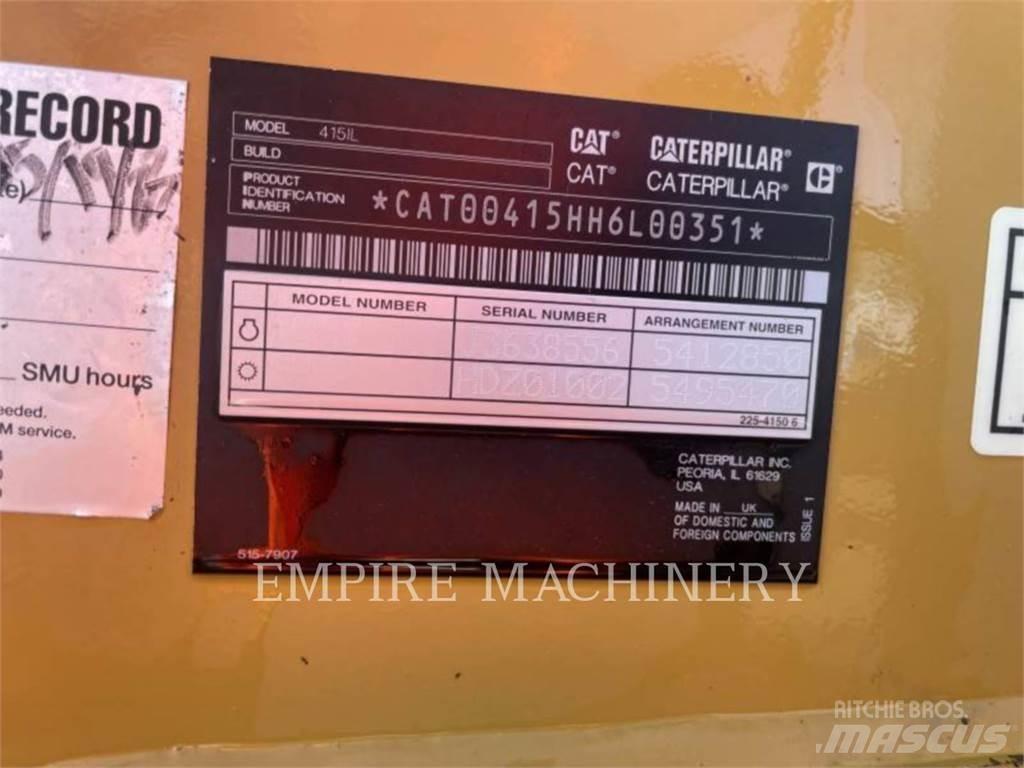 RECORD
SMU hours
eeded.
M service.
MODEL 415IL
BUILD
PRODUCT
IDENTIFICATION
NUMBER
*CAT00415HH6L00351*
CAT® CATERPILLAR®
CAT® CATERPILLAR®
MODEL NUMBER SERIAL NUMBER ARRANGEMENT NUMBER
3638556 5412850
HDZ01002 5495470
225-4150 6
CATERPILLAR INC.
PEORIA, IL 61629
USA
MADE IN UK
OF DOMESTIC AND
FOREIGN COMPONENTS
ISSUE 1
515-7907
EMPIRE MACHINERY
RITCHIE BROS.
MASCUS